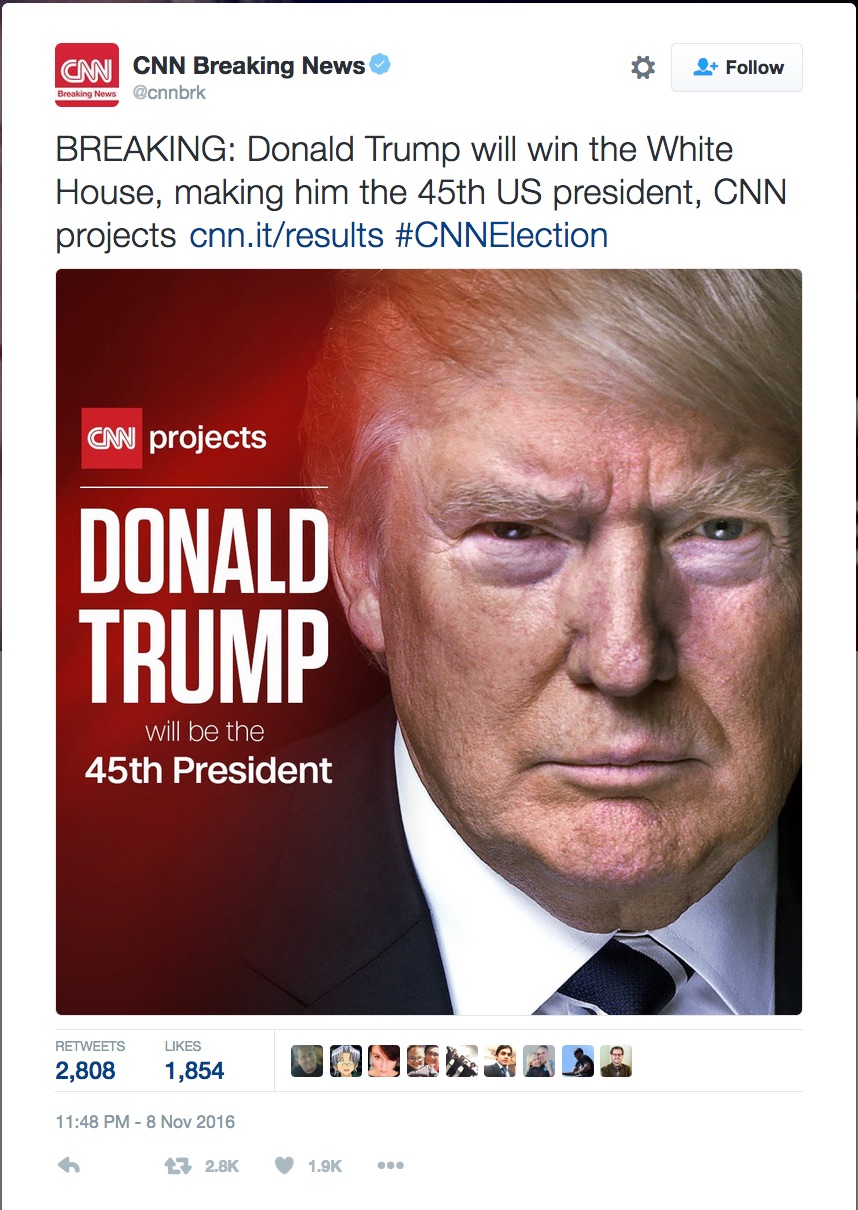 CNN
Breaking News
CNN Breaking News
@cnnbrk
Follow
BREAKING: Donald Trump will win the White
House, making him the 45th US president, CNN
projects cnn.it/results #CNNElection
CNN projects
DONALD
TRUMP
will be the
45th President
RETWEETS
2,808
LIKES
1,854
11:48 PM - 8 Nov 2016
2.8K
1.9K